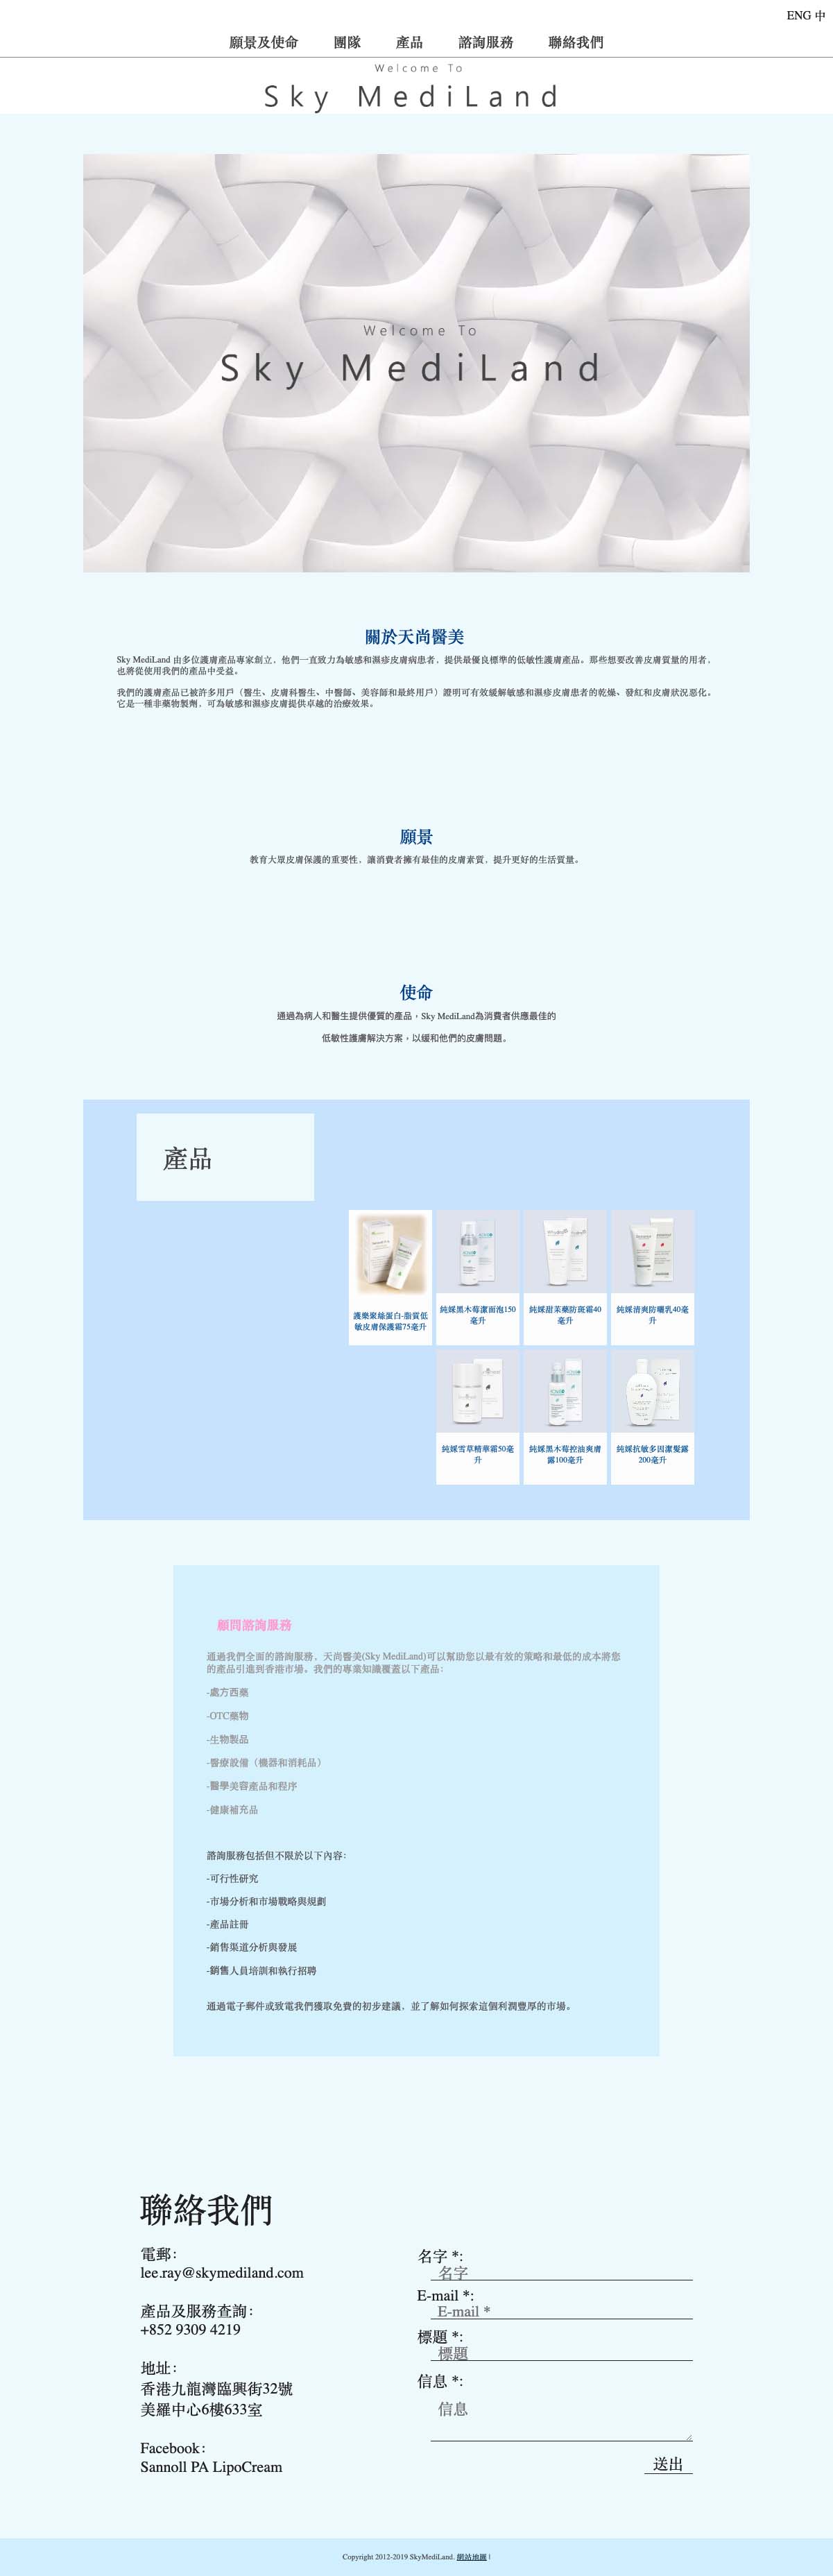 ENG 中
願景及使命 團隊 產品 諮詢服務 聯絡我們
Welcome To
Sky MediLand
Welcome To
Sky MediLand
關於天尚醫美
Sky MediLand 由多位護膚產品專家創立，他們一直致力為敏感和濕疹皮膚病患者，提供最優良標準的低敏性護膚產品。那些想要改善皮膚質量的用者，
也將從使用我們的產品中受益。
我們的護膚產品已被許多用戶（醫生、皮膚科醫生、中醫師、美容師和最終用戶）證明可有效緩解敏感和濕疹皮膚患者的乾燥、發紅和皮膚狀況惡化。
它是一種非藥物製劑，可為敏感和濕疹皮膚提供卓越的治療效果。
願景
教育大眾皮膚保護的重要性，讓消費者擁有最佳的皮膚素質，提升更好的生活質量。
使命
通過為病人和醫生提供優質的產品，Sky MediLand為消費者供應最佳的
低敏性護膚解決方案，以緩和他們的皮膚問題。
產品
護樂聚絲蛋白-脂質低
敏皮膚保護霜75毫升
純婇黑木莓潔面泡150
毫升
純婇甜茉藥防斑霜40
毫升
純婇清爽防曬乳40毫
升
純婇雪草精華霜50毫
升
純婇黑木莓控油爽膚
露100毫升
純婇抗敏多因潔髮露
200毫升
顧問諮詢服務
通過我們全面的諮詢服務，天尚醫美(Sky MediLand)可以幫助您以最有效的策略和最低的成本將您
的產品引進到香港市場。我們的專業知識覆蓋以下產品：
-處方西藥
-OTC藥物
-生物製品
-醫療設備（機器和消耗品）
-醫學美容產品和程序
-健康補充品
諮詢服務包括但不限於以下內容：
-可行性研究
-市場分析和市場戰略與規劃
-產品註冊
-銷售渠道分析與發展
-銷售人員培訓和執行招聘
通過電子郵件或致電我們獲取免費的初步建議，並了解如何探索這個利潤豐厚的市場。
聯絡我們
電郵：
lee.ray@skymediland.com
產品及服務查詢：
+852 9309 4219
地址：
香港九龍灣臨興街32號
美羅中心6樓633室
Facebook：
Sannoll PA LipoCream
名字 *:
名字
E-mail *:
E-mail *
標題 *:
標題
信息 *:
信息
送出
Copyright 2012-2019 SkyMediLand. 網站地圖 |